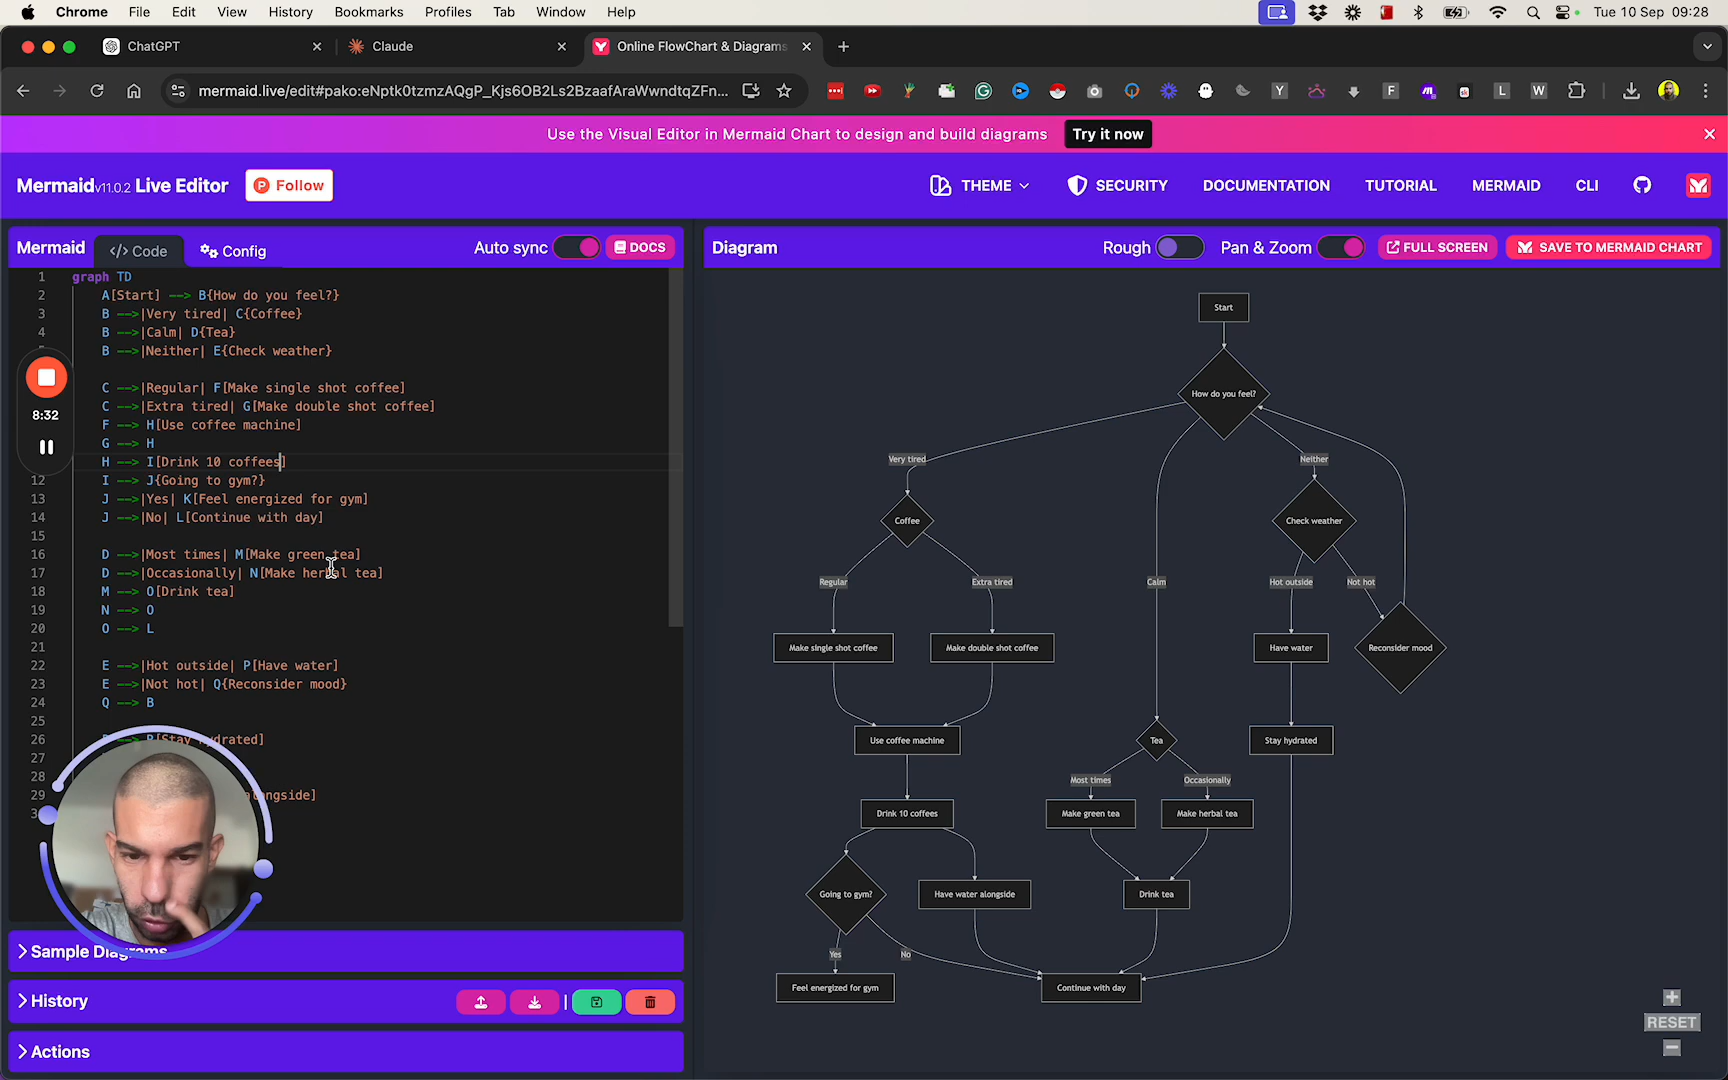 Chrome File Edit View History Bookmarks Profiles Tab Window Help Tue 10 Sep 09:28
ChatGPT Claude Online FlowChart & Diagrams
mermaid.live/edit#pako:eNptk0tzmzAQgP_Kjs6OB2Ls2BzaafAraWwndtqZFn...
Use the Visual Editor in Mermaid Chart to design and build diagrams Try it now
Mermaid v11.0.2 Live Editor Follow THEME SECURITY DOCUMENTATION TUTORIAL MERMAID CLI
Mermaid </> Code Config Auto sync DOCS
1 graph TD
2 A[Start] --> B{How do you feel?}
3 B -->|Very tired| C{Coffee}
4 B -->|Calm| D{Tea}
B -->|Neither| E{Check weather}
C -->|Regular| F[Make single shot coffee]
C -->|Extra tired| G[Make double shot coffee]
F --> H[Use coffee machine]
G --> H
H --> I[Drink 10 coffees]
12 I --> J{Going to gym?}
13 J -->|Yes| K[Feel energized for gym]
14 J -->|No| L[Continue with day]
15
16 D -->|Most times| M[Make green tea]
17 D -->|Occasionally| N[Make herbal tea]
18 M --> O[Drink tea]
19 N --> O
20 O --> L
21
22 E -->|Hot outside| P[Have water]
23 E -->|Not hot| Q{Reconsider mood}
24 Q --> B
25
26 R[Stay hydrated]
27
28
29 alongside]
8:32
Sample Diagrams
History
Actions
Diagram Rough Pan & Zoom FULL SCREEN SAVE TO MERMAID CHART
Start
How do you feel?
Very tired
Neither
Coffee
Check weather
Regular
Extra tired
Calm
Hot outside
Not hot
Make single shot coffee
Make double shot coffee
Have water
Reconsider mood
Use coffee machine
Tea
Stay hydrated
Most times
Occasionally
Drink 10 coffees
Make green tea
Make herbal tea
Going to gym?
Have water alongside
Drink tea
Yes
No
Feel energized for gym
Continue with day
RESET